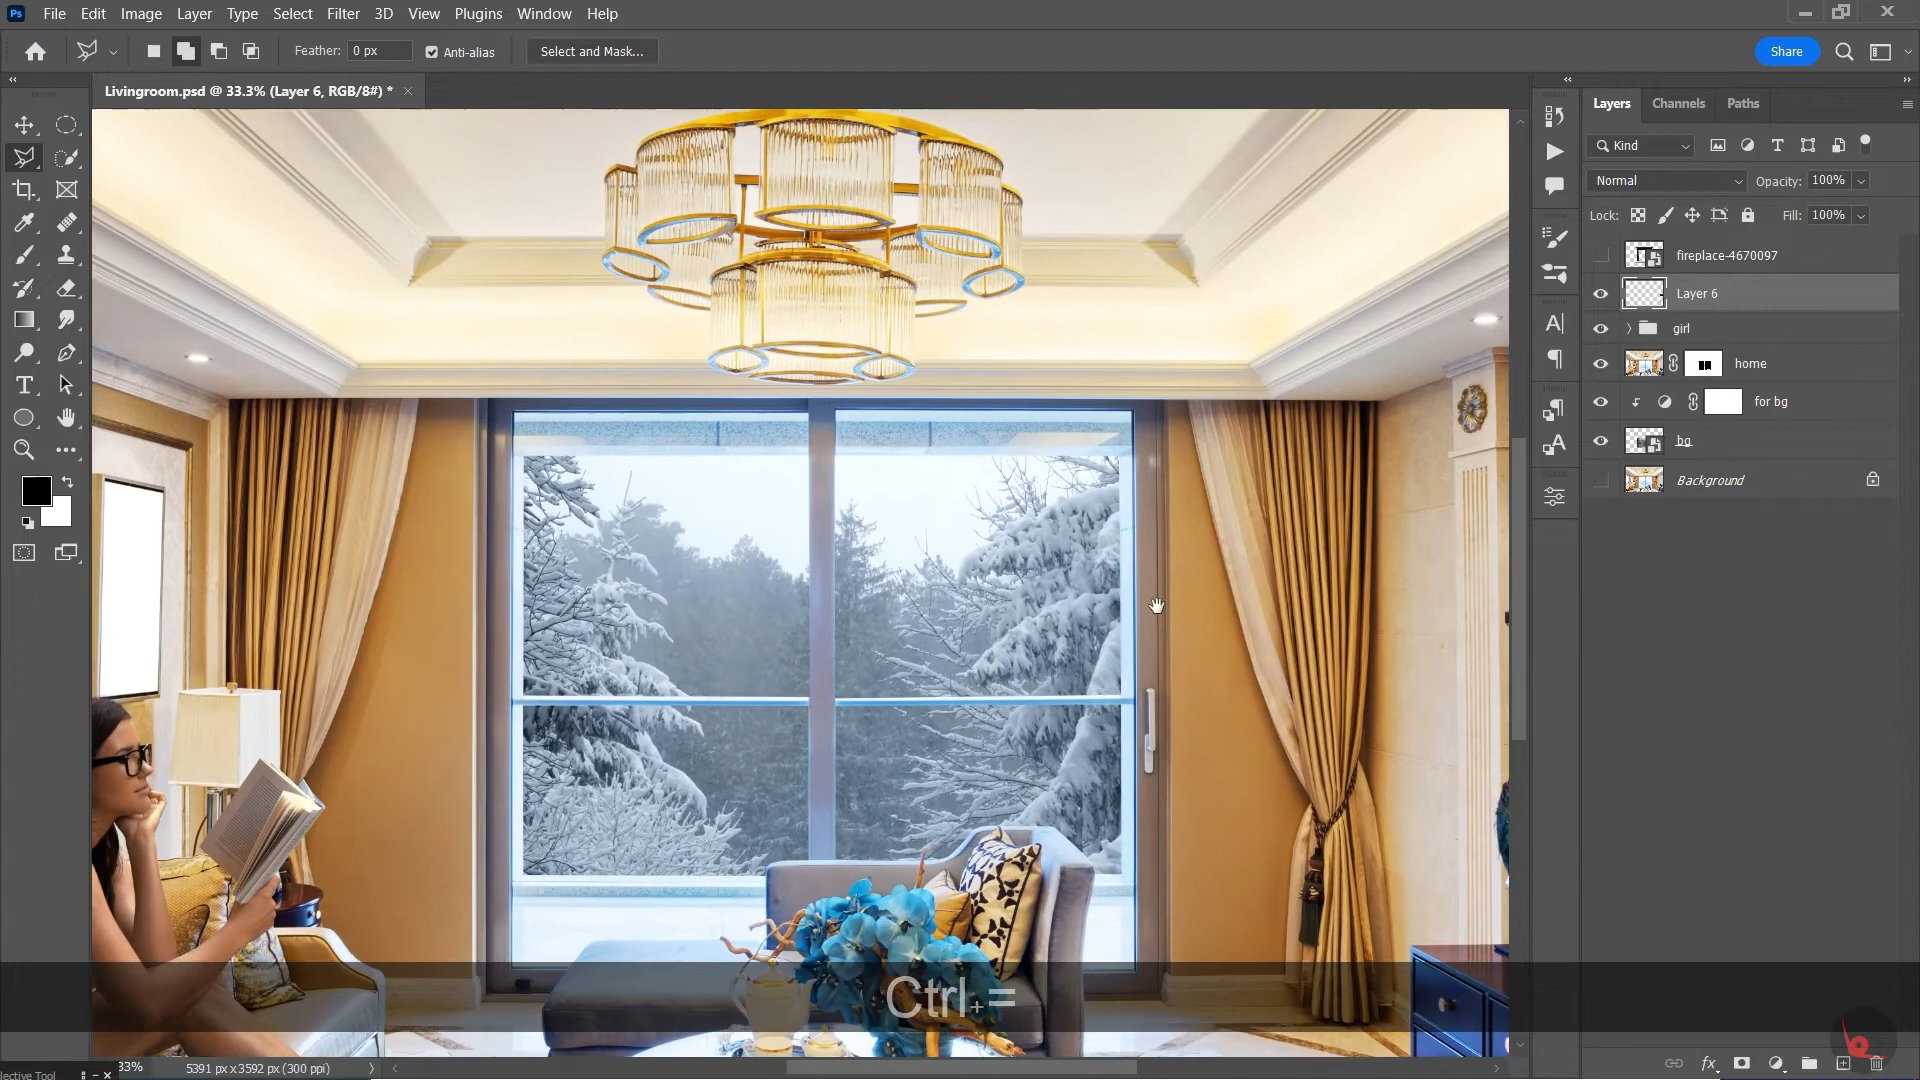 Ps File Edit Image Layer Type Select Filter 3D View Plugins Window Help
Feather: 0 px Anti-alias Select and Mask... Share
Livingroom.psd @ 33.3% (Layer 6, RGB/8#) *
Layers Channels Paths
Kind
Normal Opacity: 100%
Lock: Fill: 100%
fireplace-4670097
Layer 6
girl
home
for bg
bg
Background
Ctrl+=
33% 5391 px x 3592 px (300 ppi)
lective Tool
fx